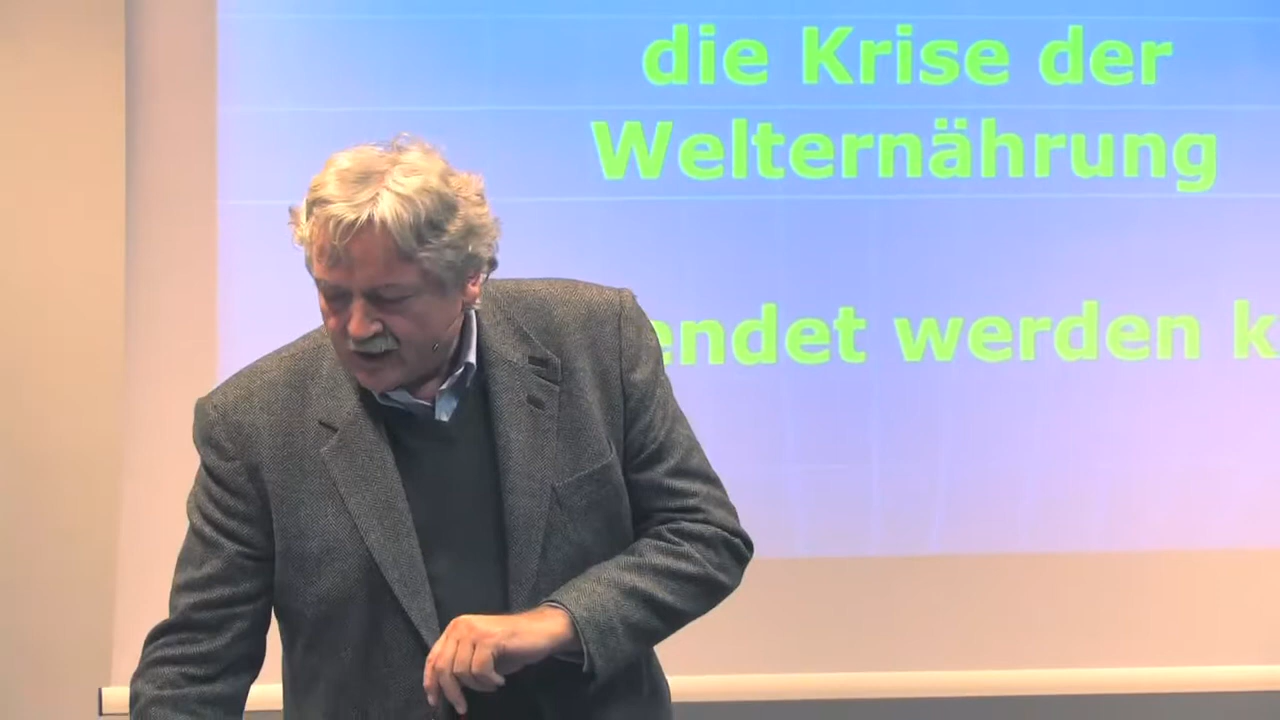 die Krise der
Welternährung
endet werden k